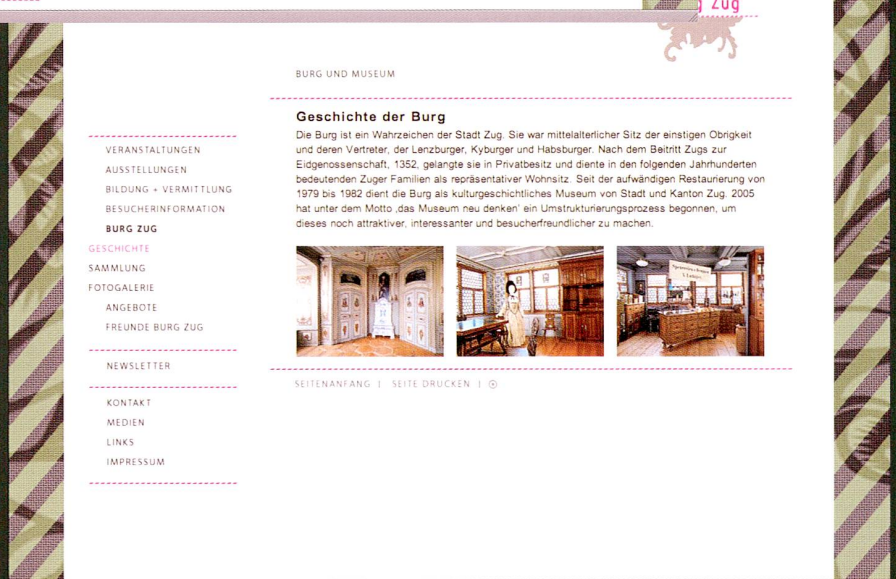 Zug
BURG UND MUSEUM
Geschichte der Burg
Die Burg ist ein Wahrzeichen der Stadt Zug. Sie war mittelalterlicher Sitz der einstigen Obrigkeit
und deren Vertreter, der Lenzburger, Kyburger und Habsburger. Nach dem Beitritt Zugs zur
Eidgenossenschaft, 1352, gelangte sie in Privatbesitz und diente in den folgenden Jahrhunderten
bedeutenden Zuger Familien als repräsentativer Wohnsitz. Seit der aufwändigen Restaurierung von
1979 bis 1982 dient die Burg als kulturgeschichtliches Museum von Stadt und Kanton Zug. 2005
hat unter dem Motto ‚das Museum neu denken' ein Umstrukturierungsprozess begonnen, um
dieses noch attraktiver, interessanter und besucherfreundlicher zu machen.
SEITENANFANG | SEITE DRUCKEN |
VERANSTALTUNGEN
AUSSTELLUNGEN
BILDUNG + VERMITTLUNG
BESUCHERINFORMATION
BURG ZUG
GESCHICHTE
SAMMLUNG
FOTOGALERIE
ANGEBOTE
FREUNDE BURG ZUG
NEWSLETTER
KONTAKT
MEDIEN
LINKS
IMPRESSUM